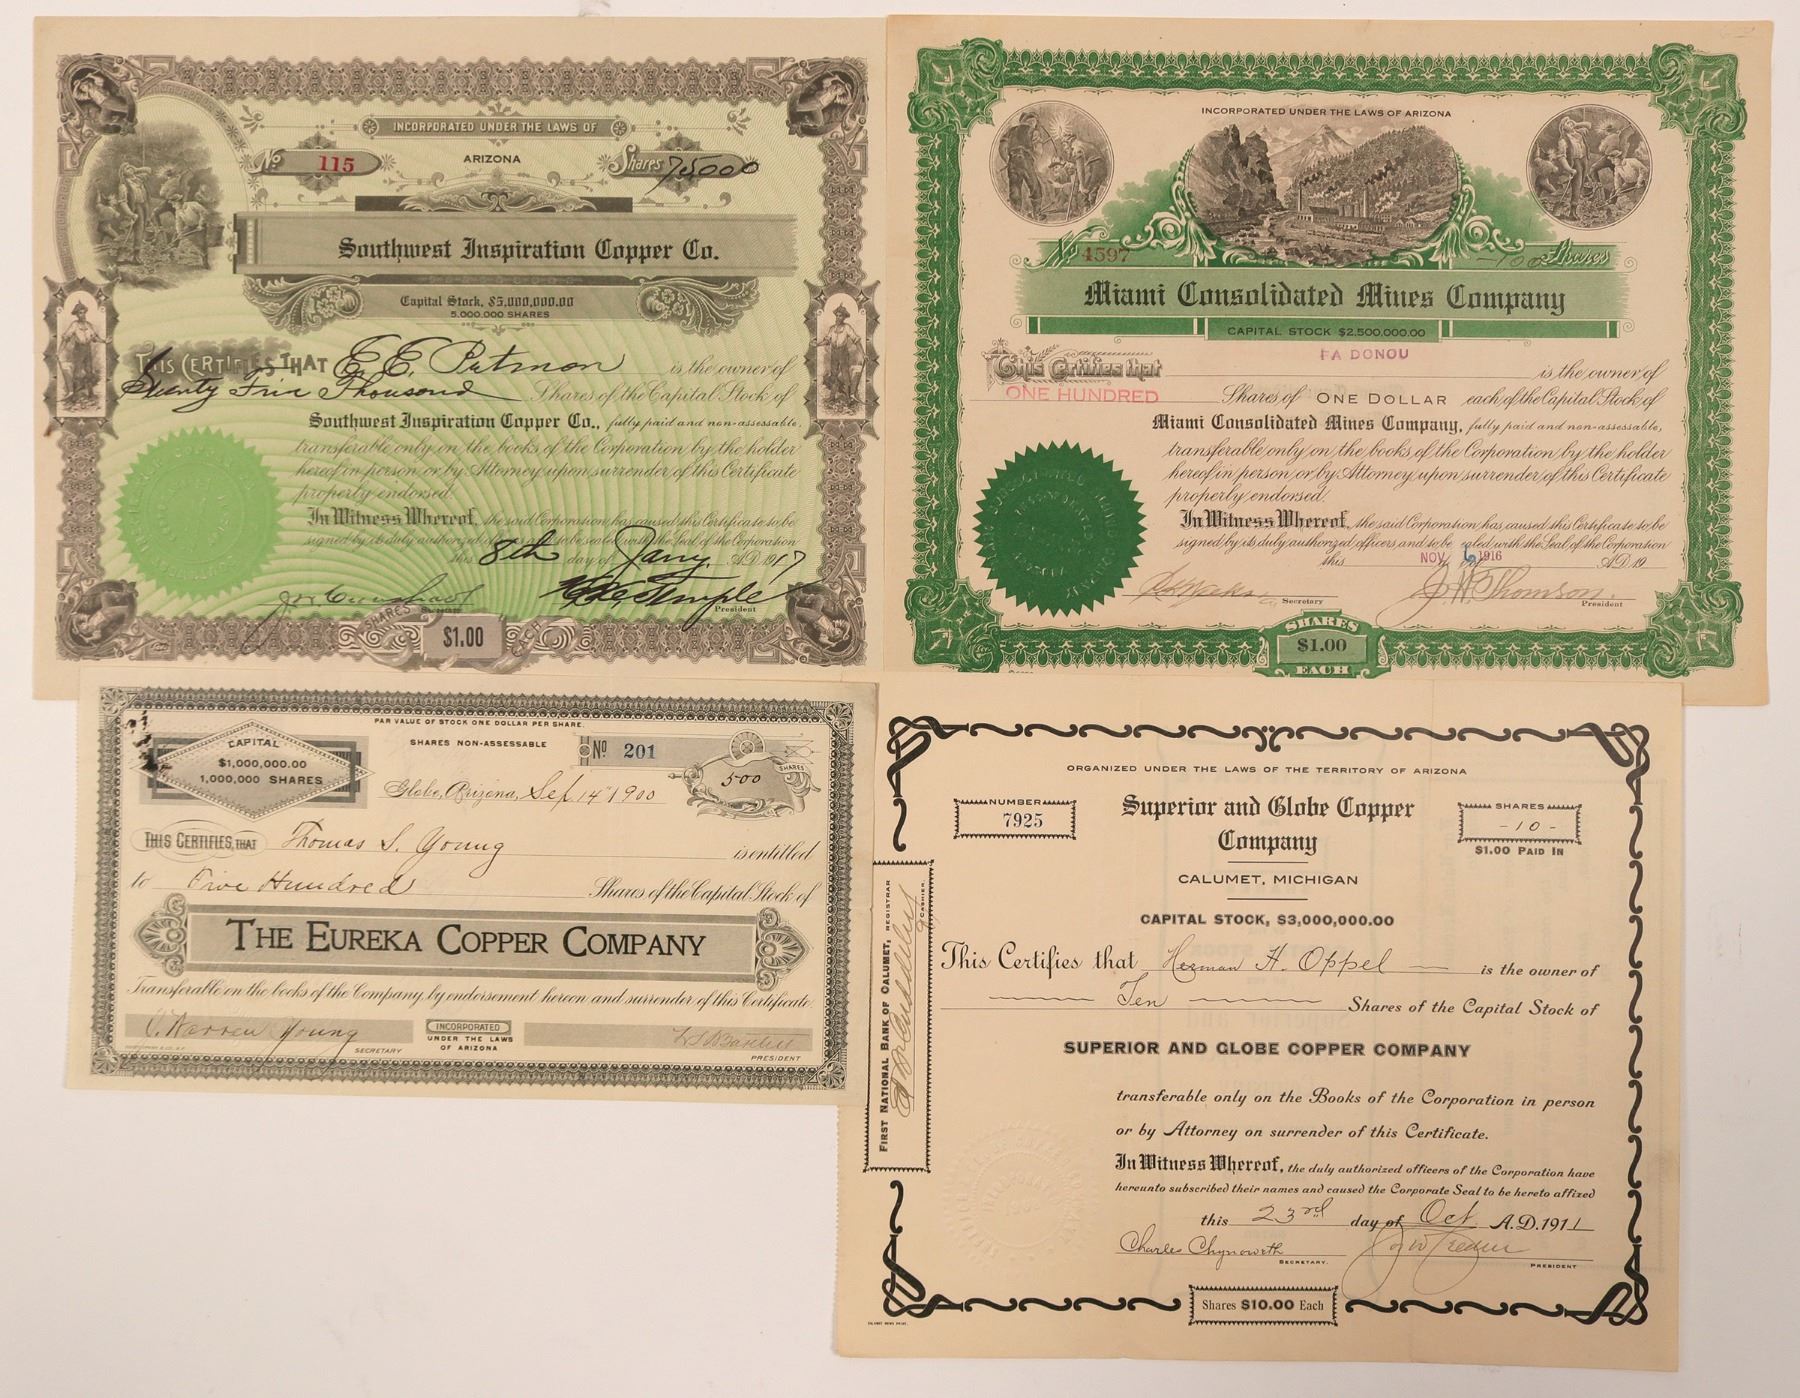 INCORPORATED UNDER THE LAWS OF
ARIZONA
No 115
Shares 75000
Southwest Inspiration Copper Co.
Capital Stock, $5,000,000.00
5,000,000 SHARES
THIS CERTIFIES THAT E. E. Putman is the owner of
Seventy Five Thousand Shares of the Capital Stock of
Southwest Inspiration Copper Co., fully paid and non-assessable,
transferable only on the books of the Corporation by the holder
hereof in person or by Attorney upon surrender of this Certificate
properly endorsed.
In Witness Whereof, the said Corporation has caused this Certificate to be
signed by its duly authorized officers and to be sealed with the Seal of the Corporation
this 8th day of Jany. A.D. 1917
Secretary
President
SHARES $1.00 EACH
INCORPORATED UNDER THE LAWS OF ARIZONA
No 4597
-100- Shares
Miami Consolidated Mines Company
CAPITAL STOCK $2,500,000.00
FA DONOU
This Certifies that is the owner of
ONE HUNDRED Shares of ONE DOLLAR each of the Capital Stock of
Miami Consolidated Mines Company, fully paid and non-assessable,
transferable only on the books of the Corporation by the holder
hereof in person or by Attorney upon surrender of this Certificate
properly endorsed.
In Witness Whereof, the said Corporation has caused this Certificate to be
signed by its duly authorized officers and to be sealed with the Seal of the Corporation
this NOV 6 1916 A.D. 19
Secretary
J. W. Thomson. President
SHARES
$1.00
EACH
PAR VALUE OF STOCK ONE DOLLAR PER SHARE.
CAPITAL
$1,000,000.00
1,000,000 SHARES
SHARES NON-ASSESSABLE
No 201
500 SHARES
Globe, Arizona, Sep 14th 1900
THIS CERTIFIES, THAT Thomas S. Young is entitled
to Five Hundred Shares of the Capital Stock of
THE EUREKA COPPER COMPANY
Transferable on the books of the Company, by endorsement hereon and surrender of this Certificate
C. Warren Young
SECRETARY
INCORPORATED
UNDER THE LAWS
OF ARIZONA
PRESIDENT
ORGANIZED UNDER THE LAWS OF THE TERRITORY OF ARIZONA
NUMBER
7925
Superior and Globe Copper
Company
SHARES
- 10 -
$1.00 PAID IN
CALUMET, MICHIGAN
CAPITAL STOCK, $3,000,000.00
This Certifies that Herman H. Oppel is the owner of
Ten Shares of the Capital Stock of
SUPERIOR AND GLOBE COPPER COMPANY
transferable only on the Books of the Corporation in person
or by Attorney on surrender of this Certificate.
In Witness Whereof, the duly authorized officers of the Corporation have
hereunto subscribed their names and caused the Corporate Seal to be hereto affixed
this 23rd day of Oct A.D. 1911
Charles Chynoweth
SECRETARY.
PRESIDENT
Shares $10.00 Each
FIRST NATIONAL BANK OF CALUMET, REGISTRAR
CASHIER.
CALUMET NEWS PRINT.